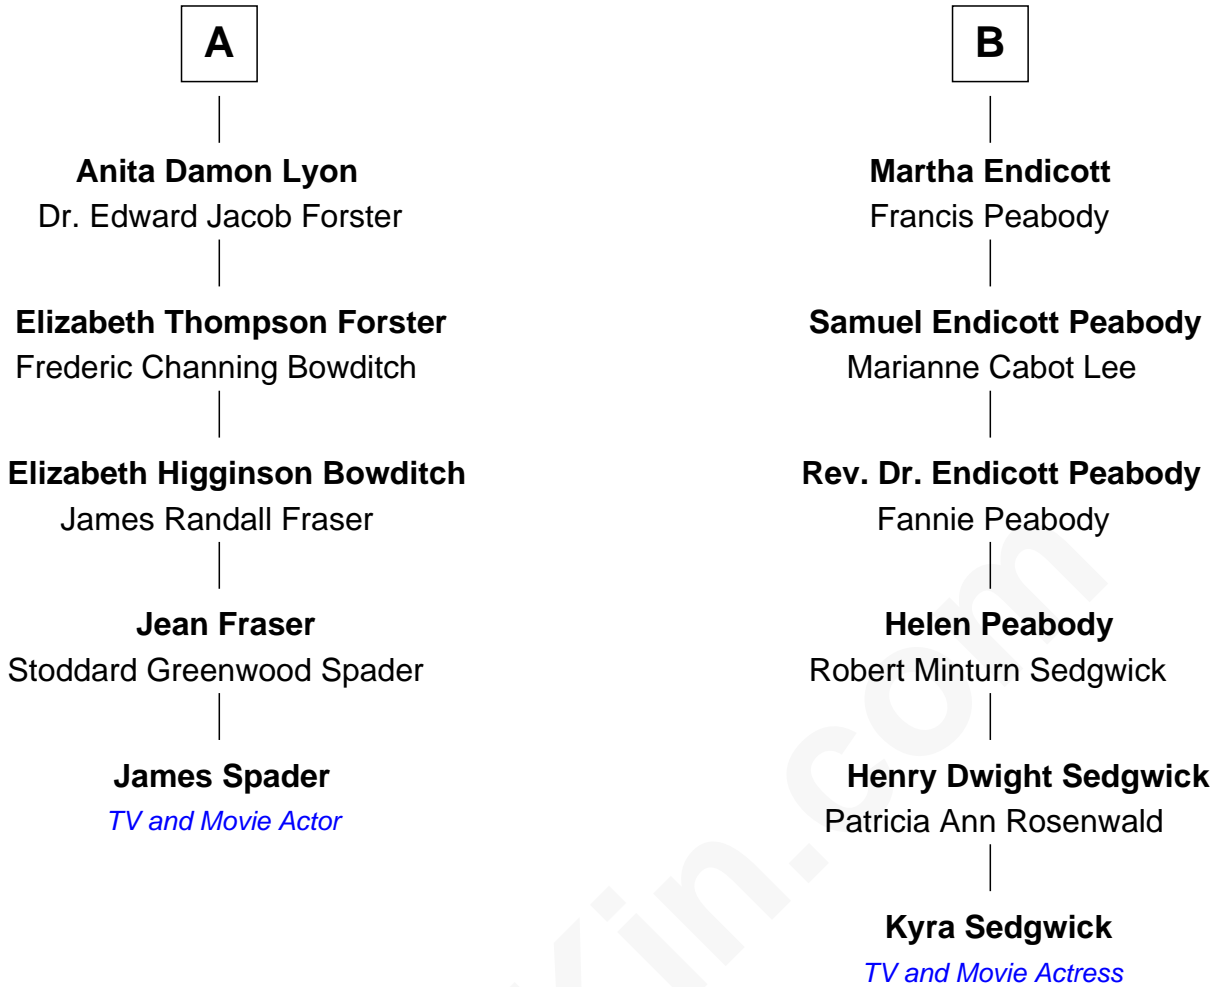 A
Anita Damon Lyon
Dr. Edward Jacob Forster
Elizabeth Thompson Forster
Frederic Channing Bowditch
Elizabeth Higginson Bowditch
James Randall Fraser
Jean Fraser
Stoddard Greenwood Spader
James Spader
TV and Movie Actor
B
Martha Endicott
Francis Peabody
Samuel Endicott Peabody
Marianne Cabot Lee
Rev. Dr. Endicott Peabody
Fannie Peabody
Helen Peabody
Robert Minturn Sedgwick
Henry Dwight Sedgwick
Patricia Ann Rosenwald
Kyra Sedgwick
TV and Movie Actress
Kin.com